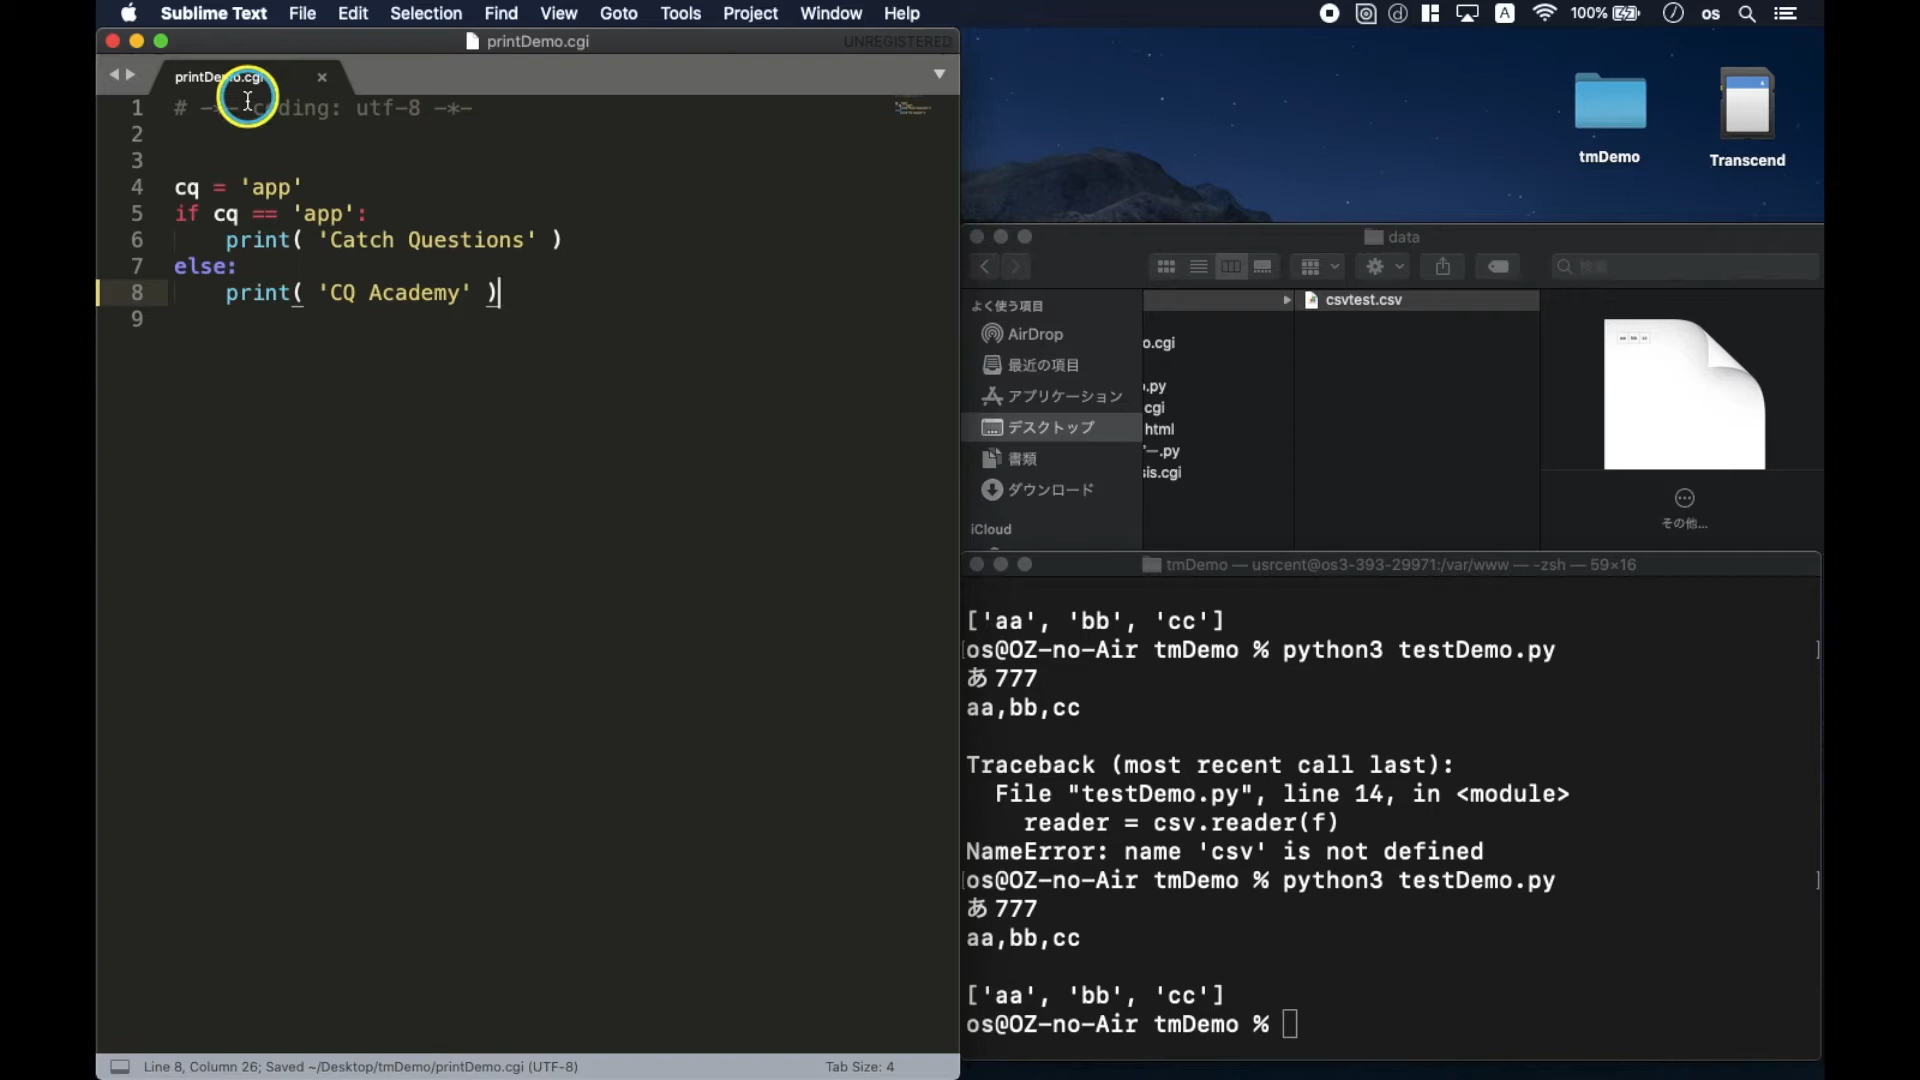 Sublime Text File Edit Selection Find View Goto Tools Project Window Help
A 100% os
printDemo.cgi UNREGISTERED
printDemo.cgi ×
1 # -*- coding: utf-8 -*-
2
3
4 cq = 'app'
5 if cq == 'app':
6 print( 'Catch Questions' )
7 else:
8 print( 'CQ Academy' )
9
Line 8, Column 26; Saved ~/Desktop/tmDemo/printDemo.cgi (UTF-8) Tab Size: 4
tmDemo Transcend
data
検索
よく使う項目
AirDrop
最近の項目
アプリケーション
デスクトップ
書類
ダウンロード
iCloud
o.cgi
.py
cgi
html
ー.py
sis.cgi
csvtest.csv
その他...
tmDemo — usrcent@os3-393-29971:/var/www — -zsh — 59×16
['aa', 'bb', 'cc']
[os@OZ-no-Air tmDemo % python3 testDemo.py ]
あ 777
aa,bb,cc
Traceback (most recent call last):
File "testDemo.py", line 14, in <module>
reader = csv.reader(f)
NameError: name 'csv' is not defined
[os@OZ-no-Air tmDemo % python3 testDemo.py ]
あ 777
aa,bb,cc
['aa', 'bb', 'cc']
os@OZ-no-Air tmDemo %